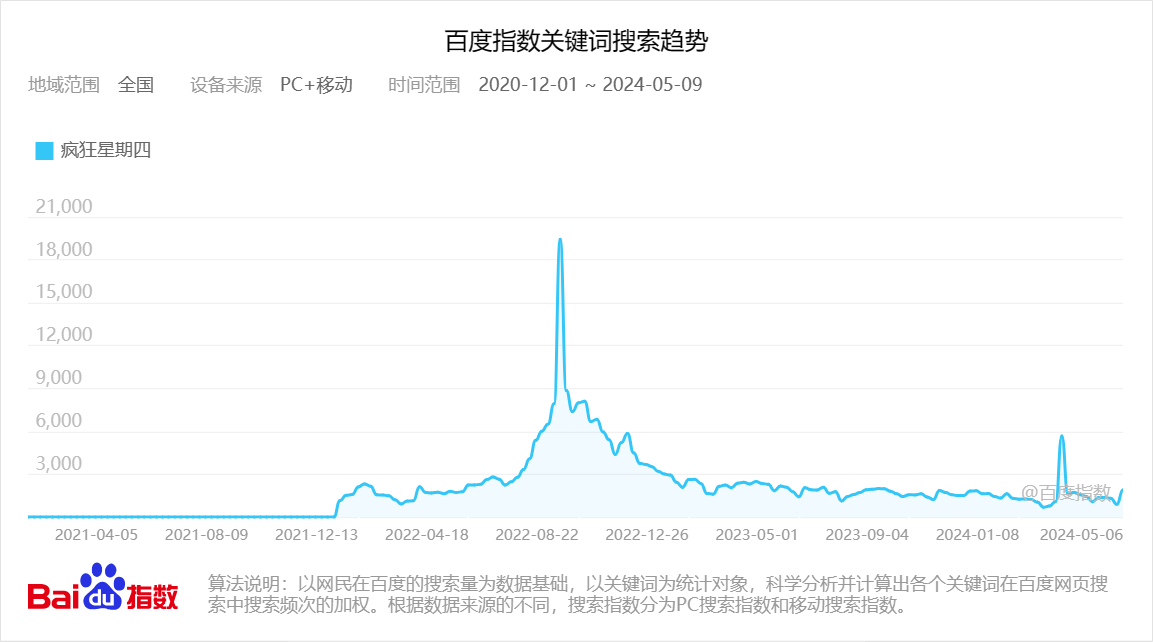 百度指数关键词搜索趋势
地域范围 全国 设备来源 PC+移动 时间范围 2020-12-01 ~ 2024-05-09
疯狂星期四
21,000
18,000
15,000
12,000
9,000
6,000
3,000
@百度指数
2021-04-05 2021-08-09 2021-12-13 2022-04-18 2022-08-22 2022-12-26 2023-05-01 2023-09-04 2024-01-08 2024-05-06
Bai du 指数
算法说明：以网民在百度的搜索量为数据基础，以关键词为统计对象，科学分析并计算出各个关键词在百度网页搜
索中搜索频次的加权。根据数据来源的不同，搜索指数分为PC搜索指数和移动搜索指数。